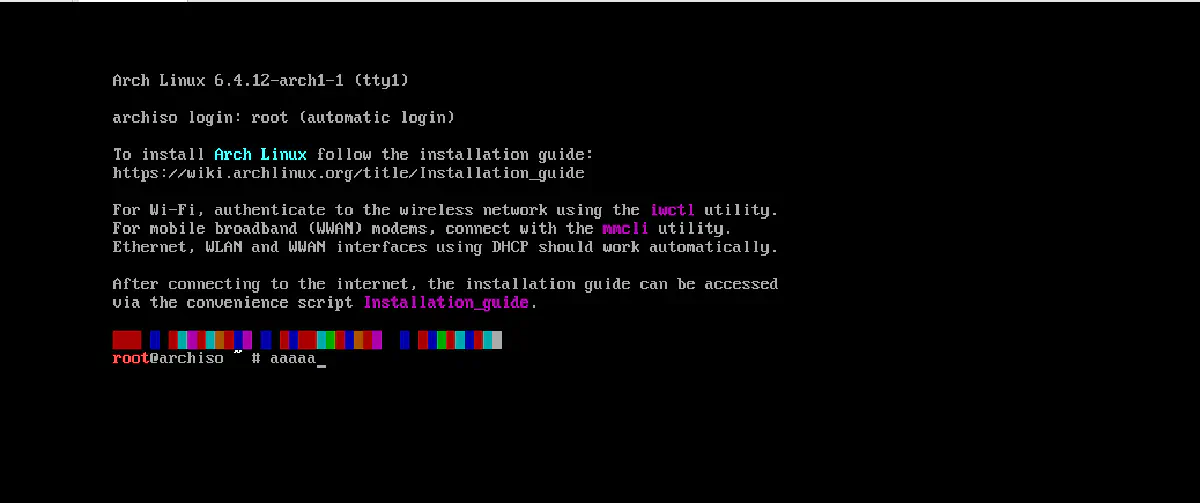 Arch Linux 6.4.12-arch1-1 (tty1)
archiso login: root (automatic login)
To install Arch Linux follow the installation guide:
https://wiki.archlinux.org/title/Installation_guide
For Wi-Fi, authenticate to the wireless network using the iwctl utility.
For mobile broadband (WWAN) modems, connect with the mmcli utility.
Ethernet, WLAN and WWAN interfaces using DHCP should work automatically.
After connecting to the internet, the installation guide can be accessed
via the convenience script Installation_guide.
root@archiso ~ # aaaaa_